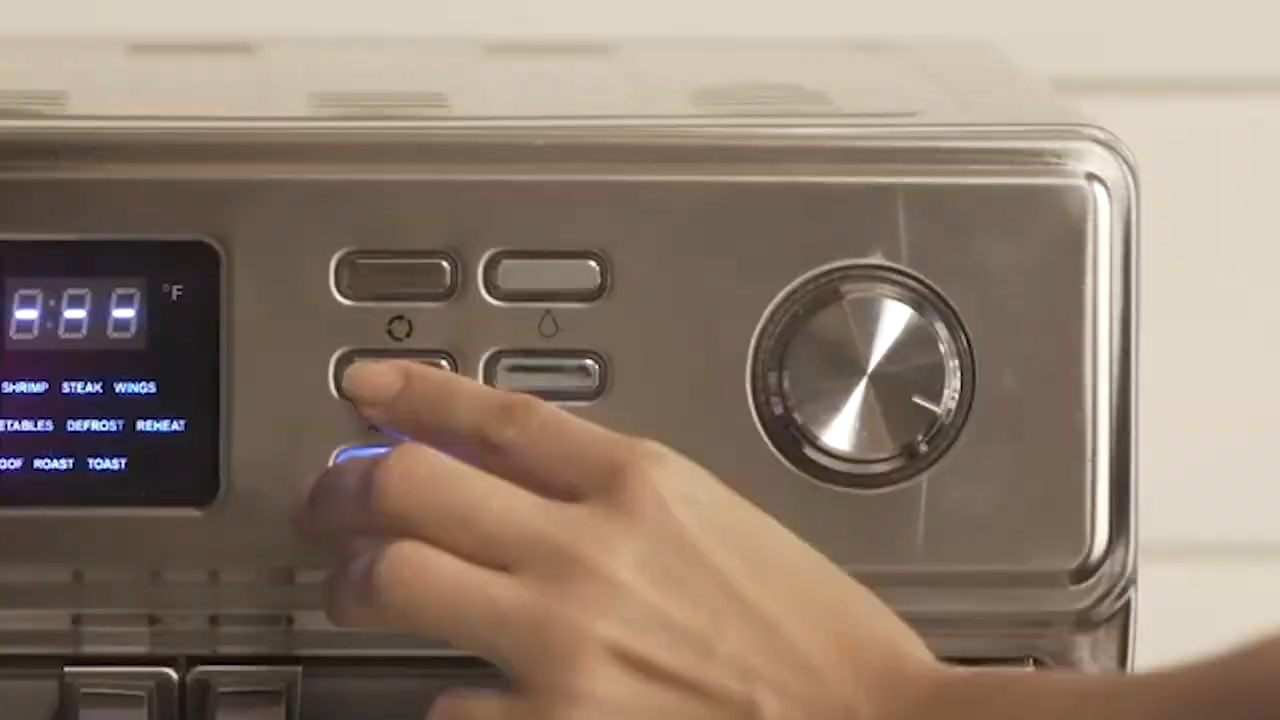 °F
SHRIMP STEAK WINGS
ETABLES DEFROST REHEAT
OOF ROAST TOAST